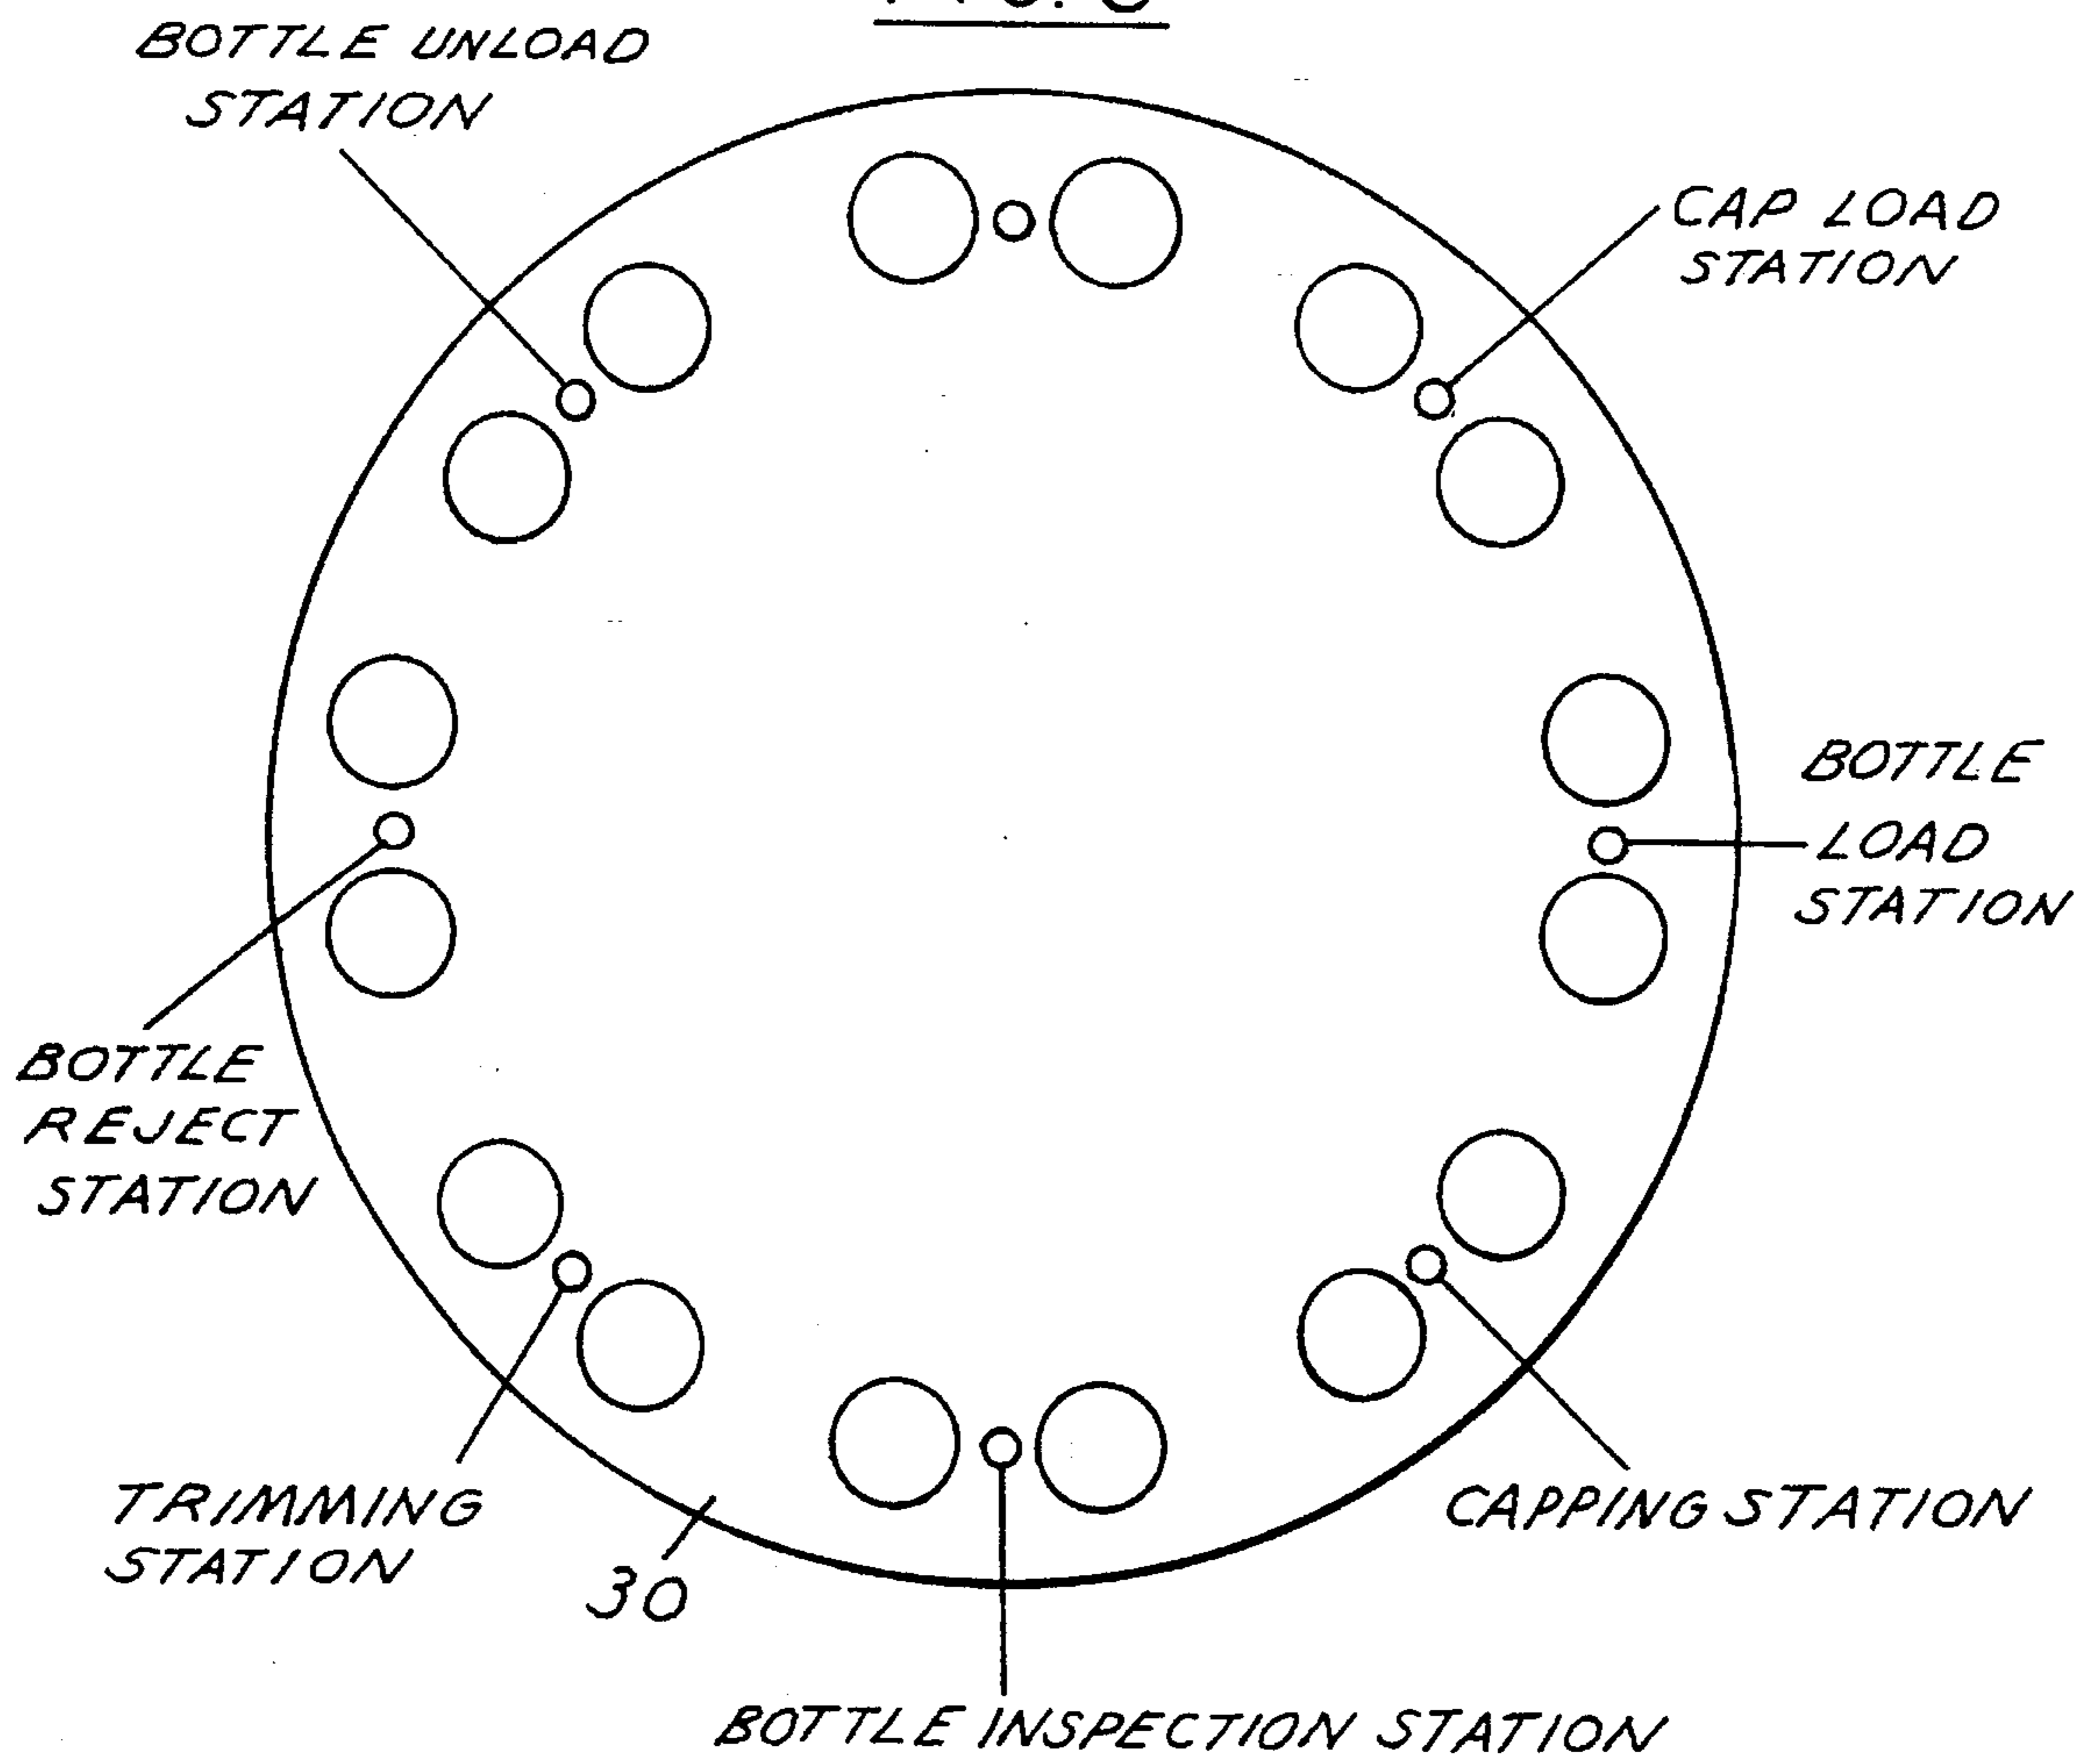 BOTTLE UNLOAD
STATION
CAP LOAD
STATION
BOTTLE
LOAD
STATION
BOTTLE
REJECT
STATION
TRIMMING
STATION
30
CAPPING STATION
BOTTLE INSPECTION STATION